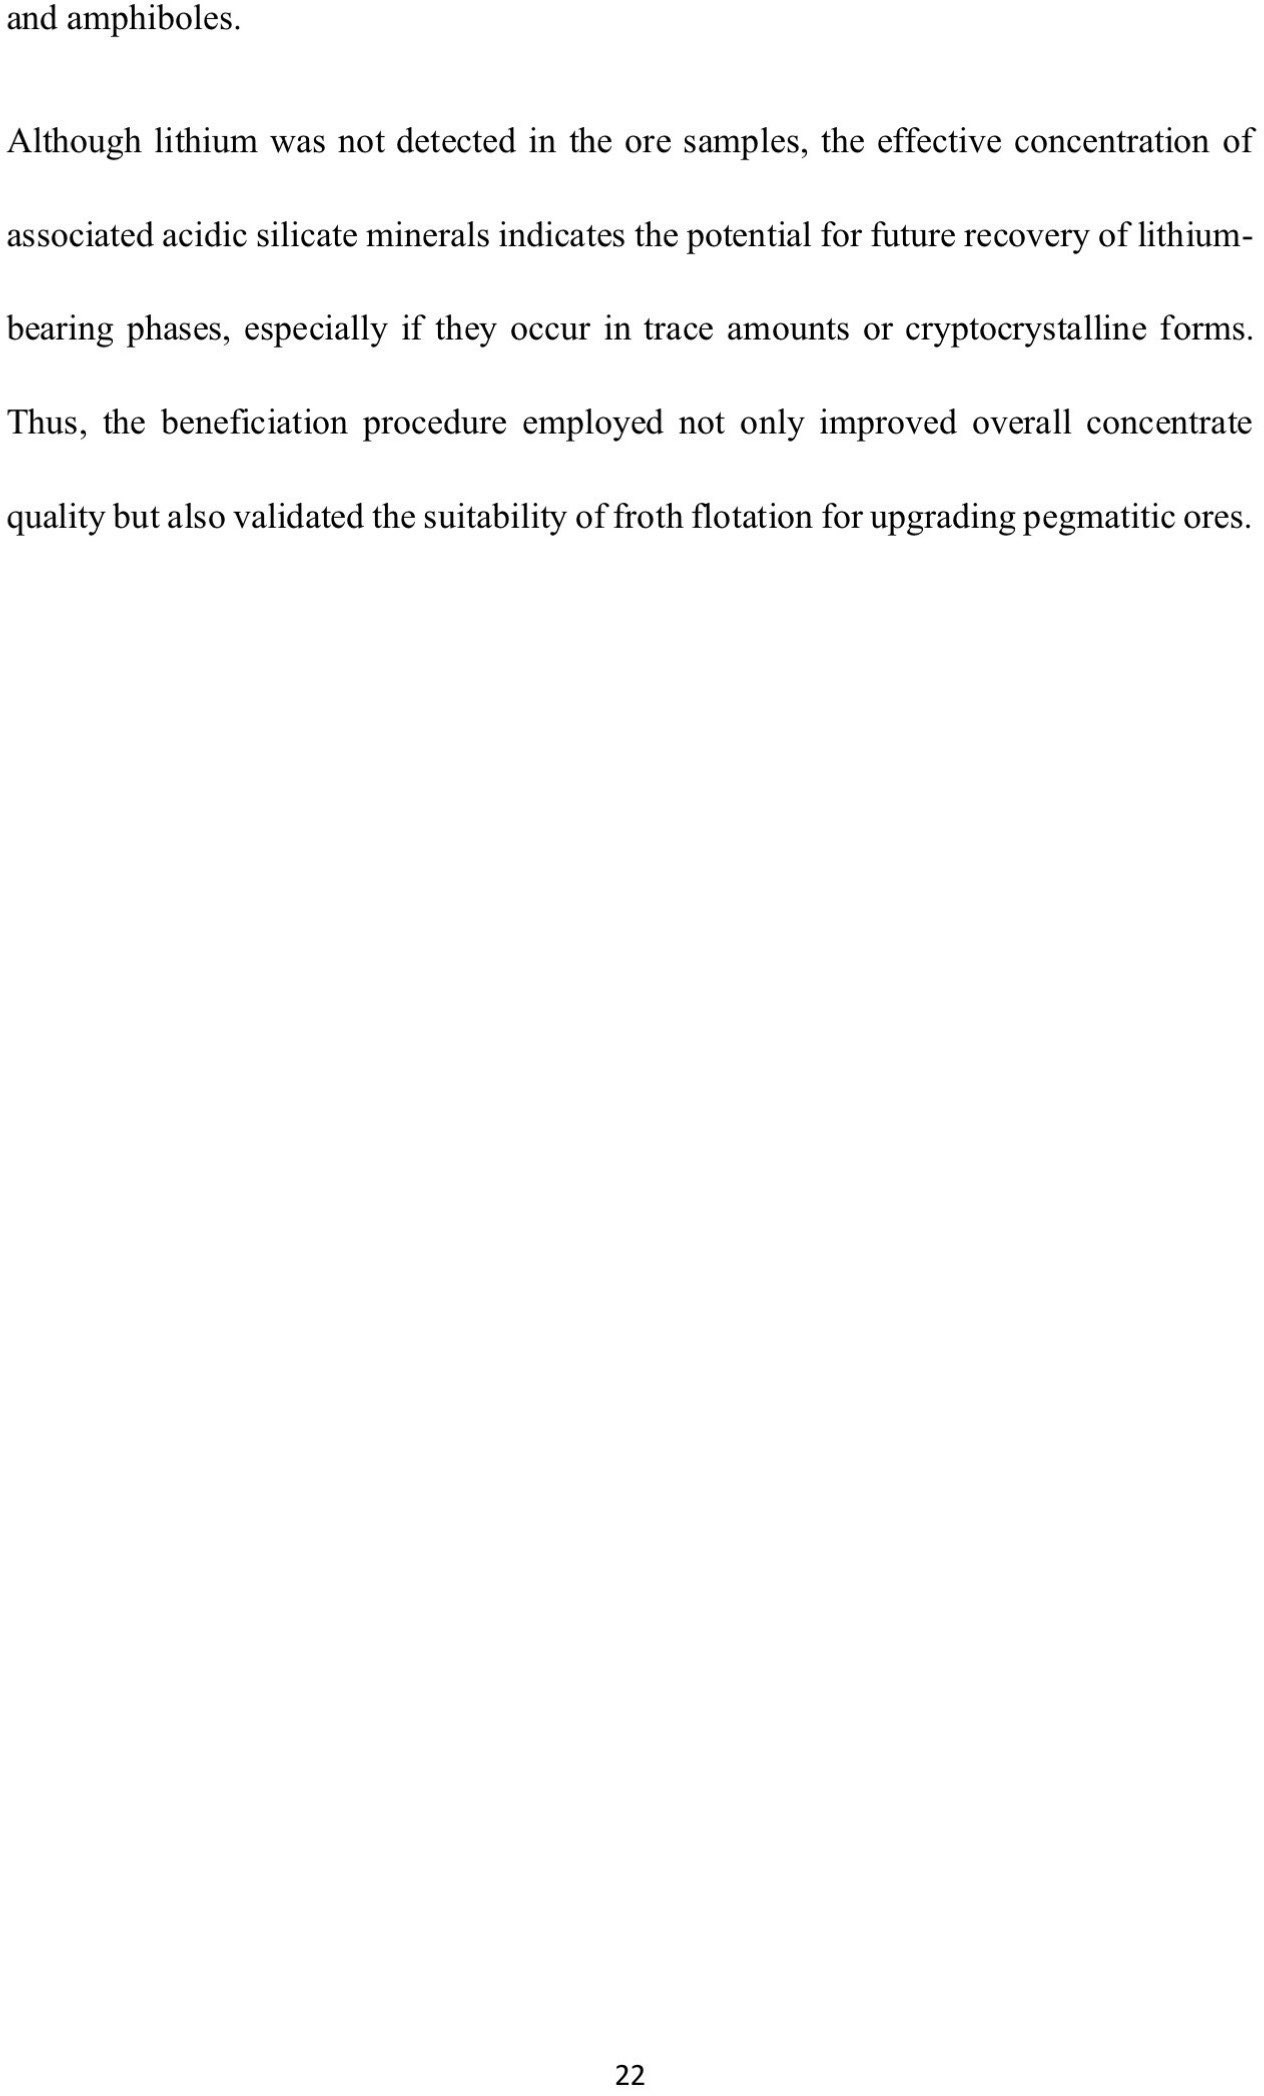 and amphiboles.
Although lithium was not detected in the ore samples, the effective concentration of
associated acidic silicate minerals indicates the potential for future recovery of lithium-
bearing phases, especially if they occur in trace amounts or cryptocrystalline forms.
Thus, the beneficiation procedure employed not only improved overall concentrate
quality but also validated the suitability of froth flotation for upgrading pegmatitic ores.
22